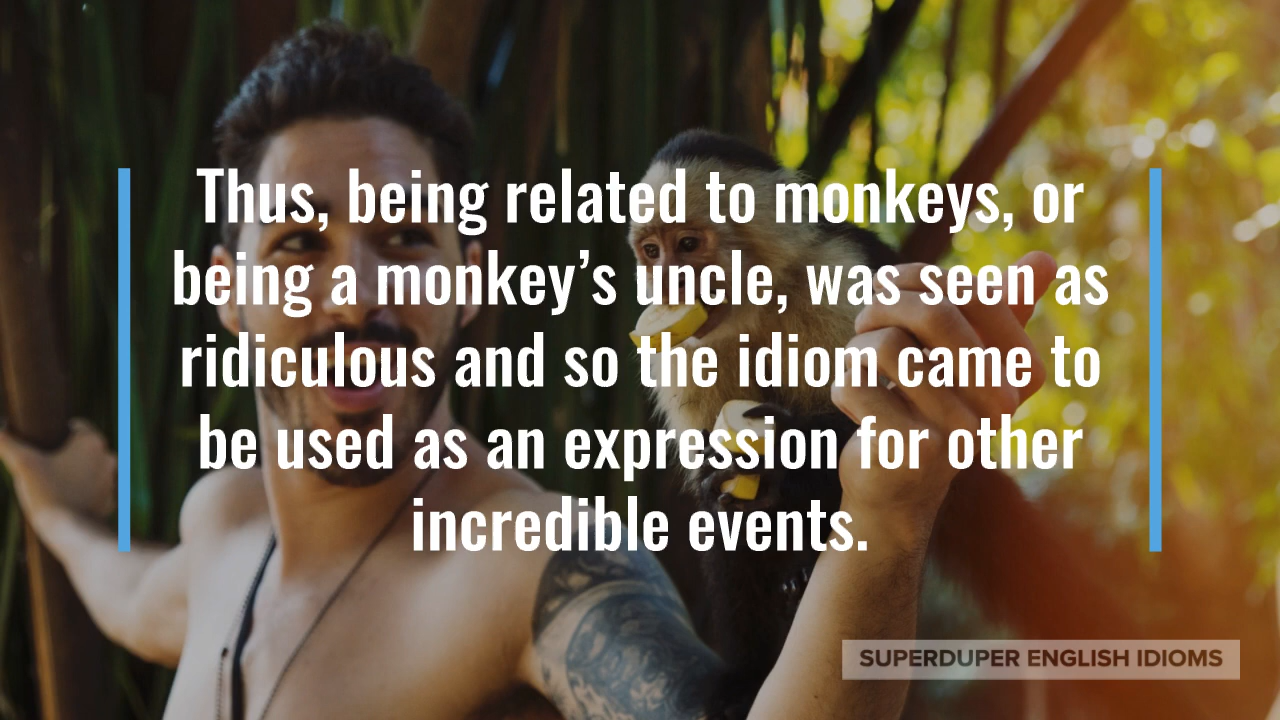 Thus, being related to monkeys, or
being a monkey’s uncle, was seen as
ridiculous and so the idiom came to
be used as an expression for other
incredible events.
SUPERDUPER ENGLISH IDIOMS